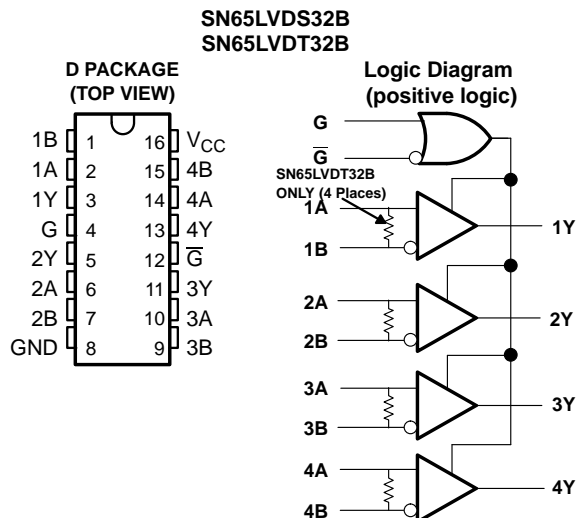 SN65LVDS32B
SN65LVDT32B
D PACKAGE
(TOP VIEW)
1B 1 16 VCC
1A 2 15 4B
1Y 3 14 4A
G 4 13 4Y
2Y 5 12 G̅
2A 6 11 3Y
2B 7 10 3A
GND 8 9 3B
Logic Diagram
(positive logic)
G
G̅
SN65LVDT32B
ONLY (4 Places)
1A
1B
1Y
2A
2B
2Y
3A
3B
3Y
4A
4B
4Y